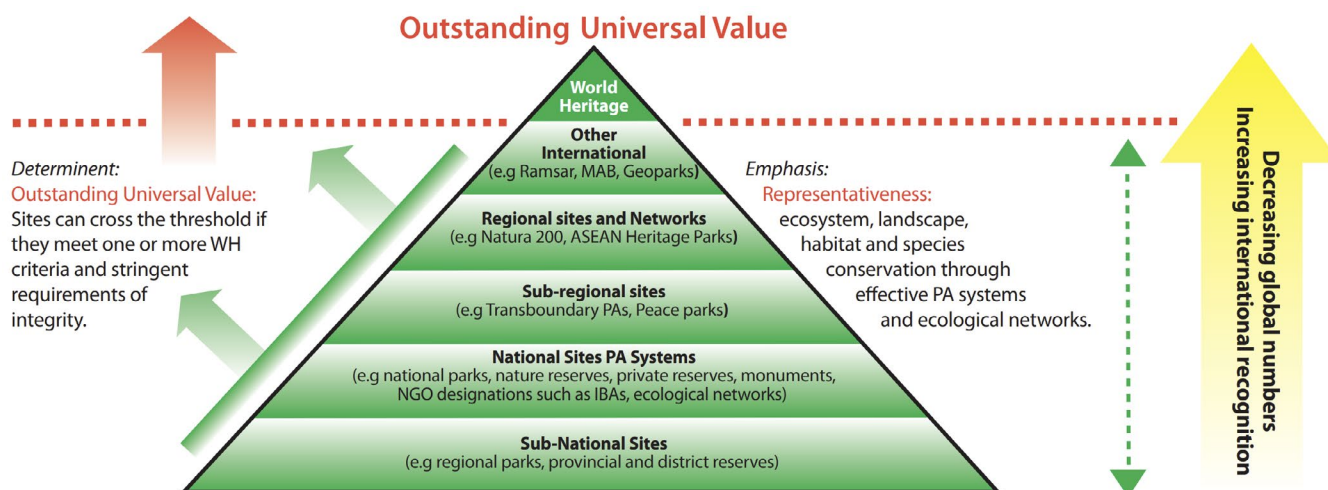 Outstanding Universal Value
World
Heritage
Other
International
(e.g Ramsar, MAB, Geoparks)
Regional sites and Networks
(e.g Natura 200, ASEAN Heritage Parks)
Sub-regional sites
(e.g Transboundary PAs, Peace parks)
National Sites PA Systems
(e.g national parks, nature reserves, private reserves, monuments,
NGO designations such as IBAs, ecological networks)
Sub-National Sites
(e.g regional parks, provincial and district reserves)
Determinent:
Outstanding Universal Value:
Sites can cross the threshold if
they meet one or more WH
criteria and stringent
requirements of
integrity.
Emphasis:
Representativeness:
ecosystem, landscape,
habitat and species
conservation through
effective PA systems
and ecological networks.
Decreasing global numbers
Increasing international recognition